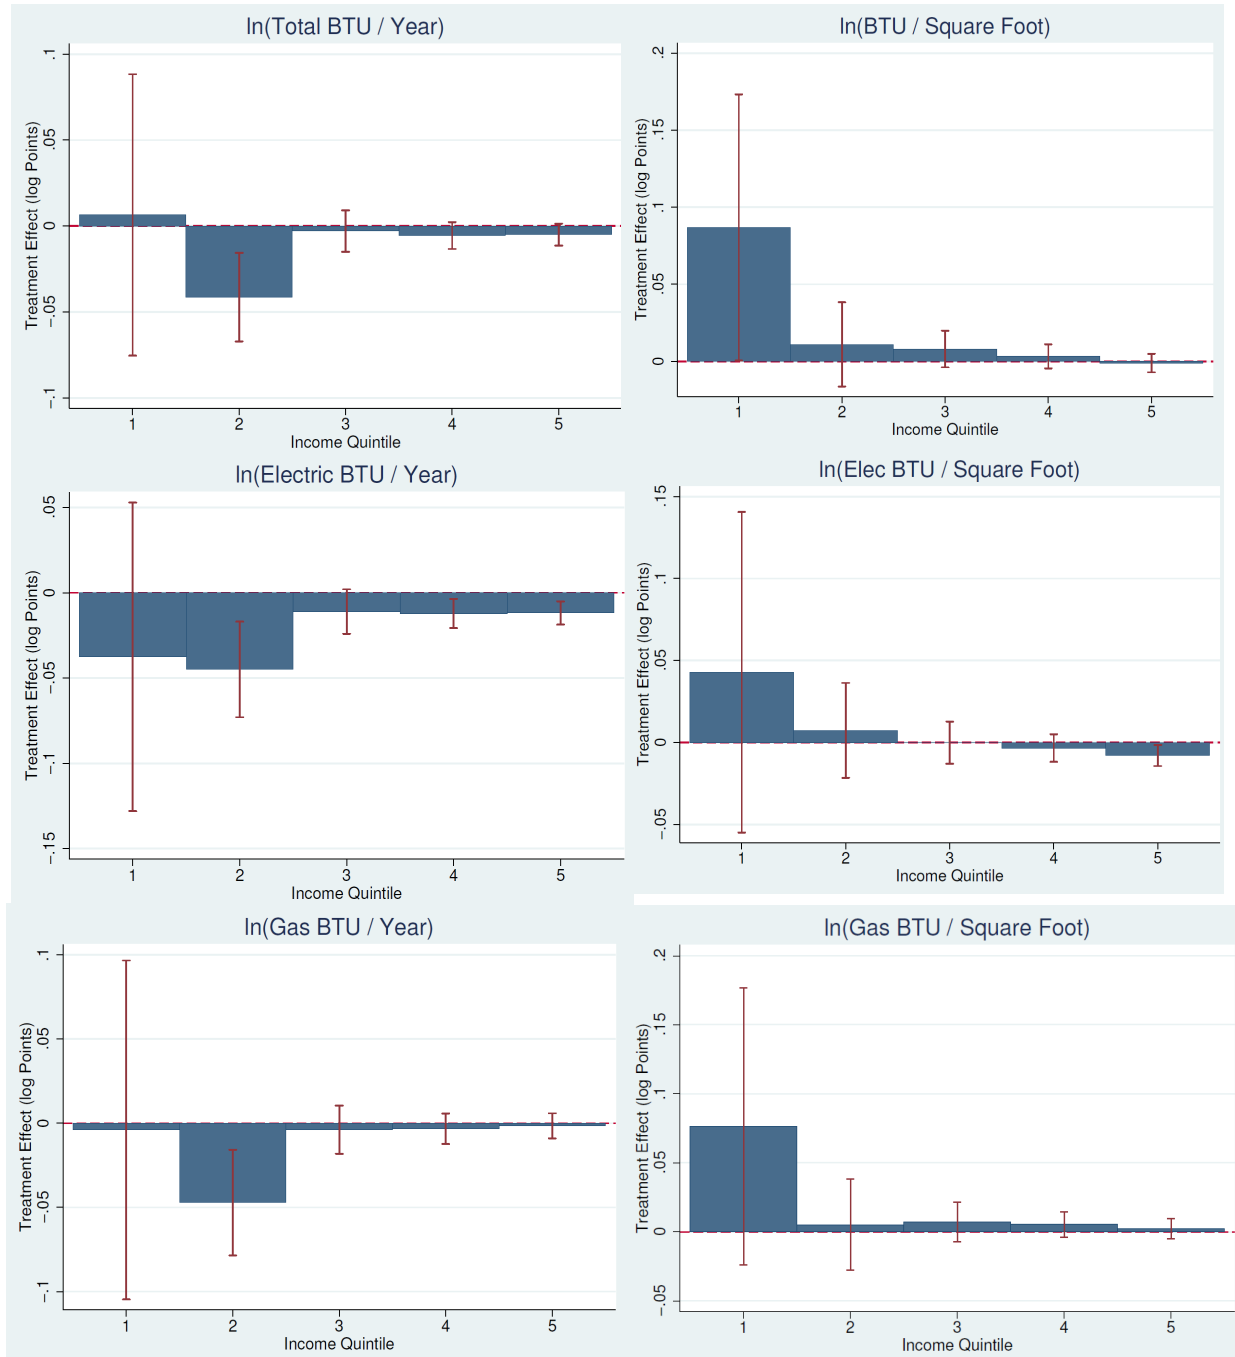 ln(Total BTU / Year)
Treatment Effect (log Points)
.1
.05
0
-.05
-.1
1 2 3 4 5
Income Quintile
ln(BTU / Square Foot)
Treatment Effect (log Points)
.2
.15
.1
.05
0
1 2 3 4 5
Income Quintile
ln(Electric BTU / Year)
Treatment Effect (log Points)
.05
0
-.05
-.1
-.15
1 2 3 4 5
Income Quintile
ln(Elec BTU / Square Foot)
Treatment Effect (log Points)
.15
.1
.05
0
-.05
1 2 3 4 5
Income Quintile
ln(Gas BTU / Year)
Treatment Effect (log Points)
.1
.05
0
-.05
-.1
1 2 3 4 5
Income Quintile
ln(Gas BTU / Square Foot)
Treatment Effect (log Points)
.2
.15
.1
.05
0
-.05
1 2 3 4 5
Income Quintile